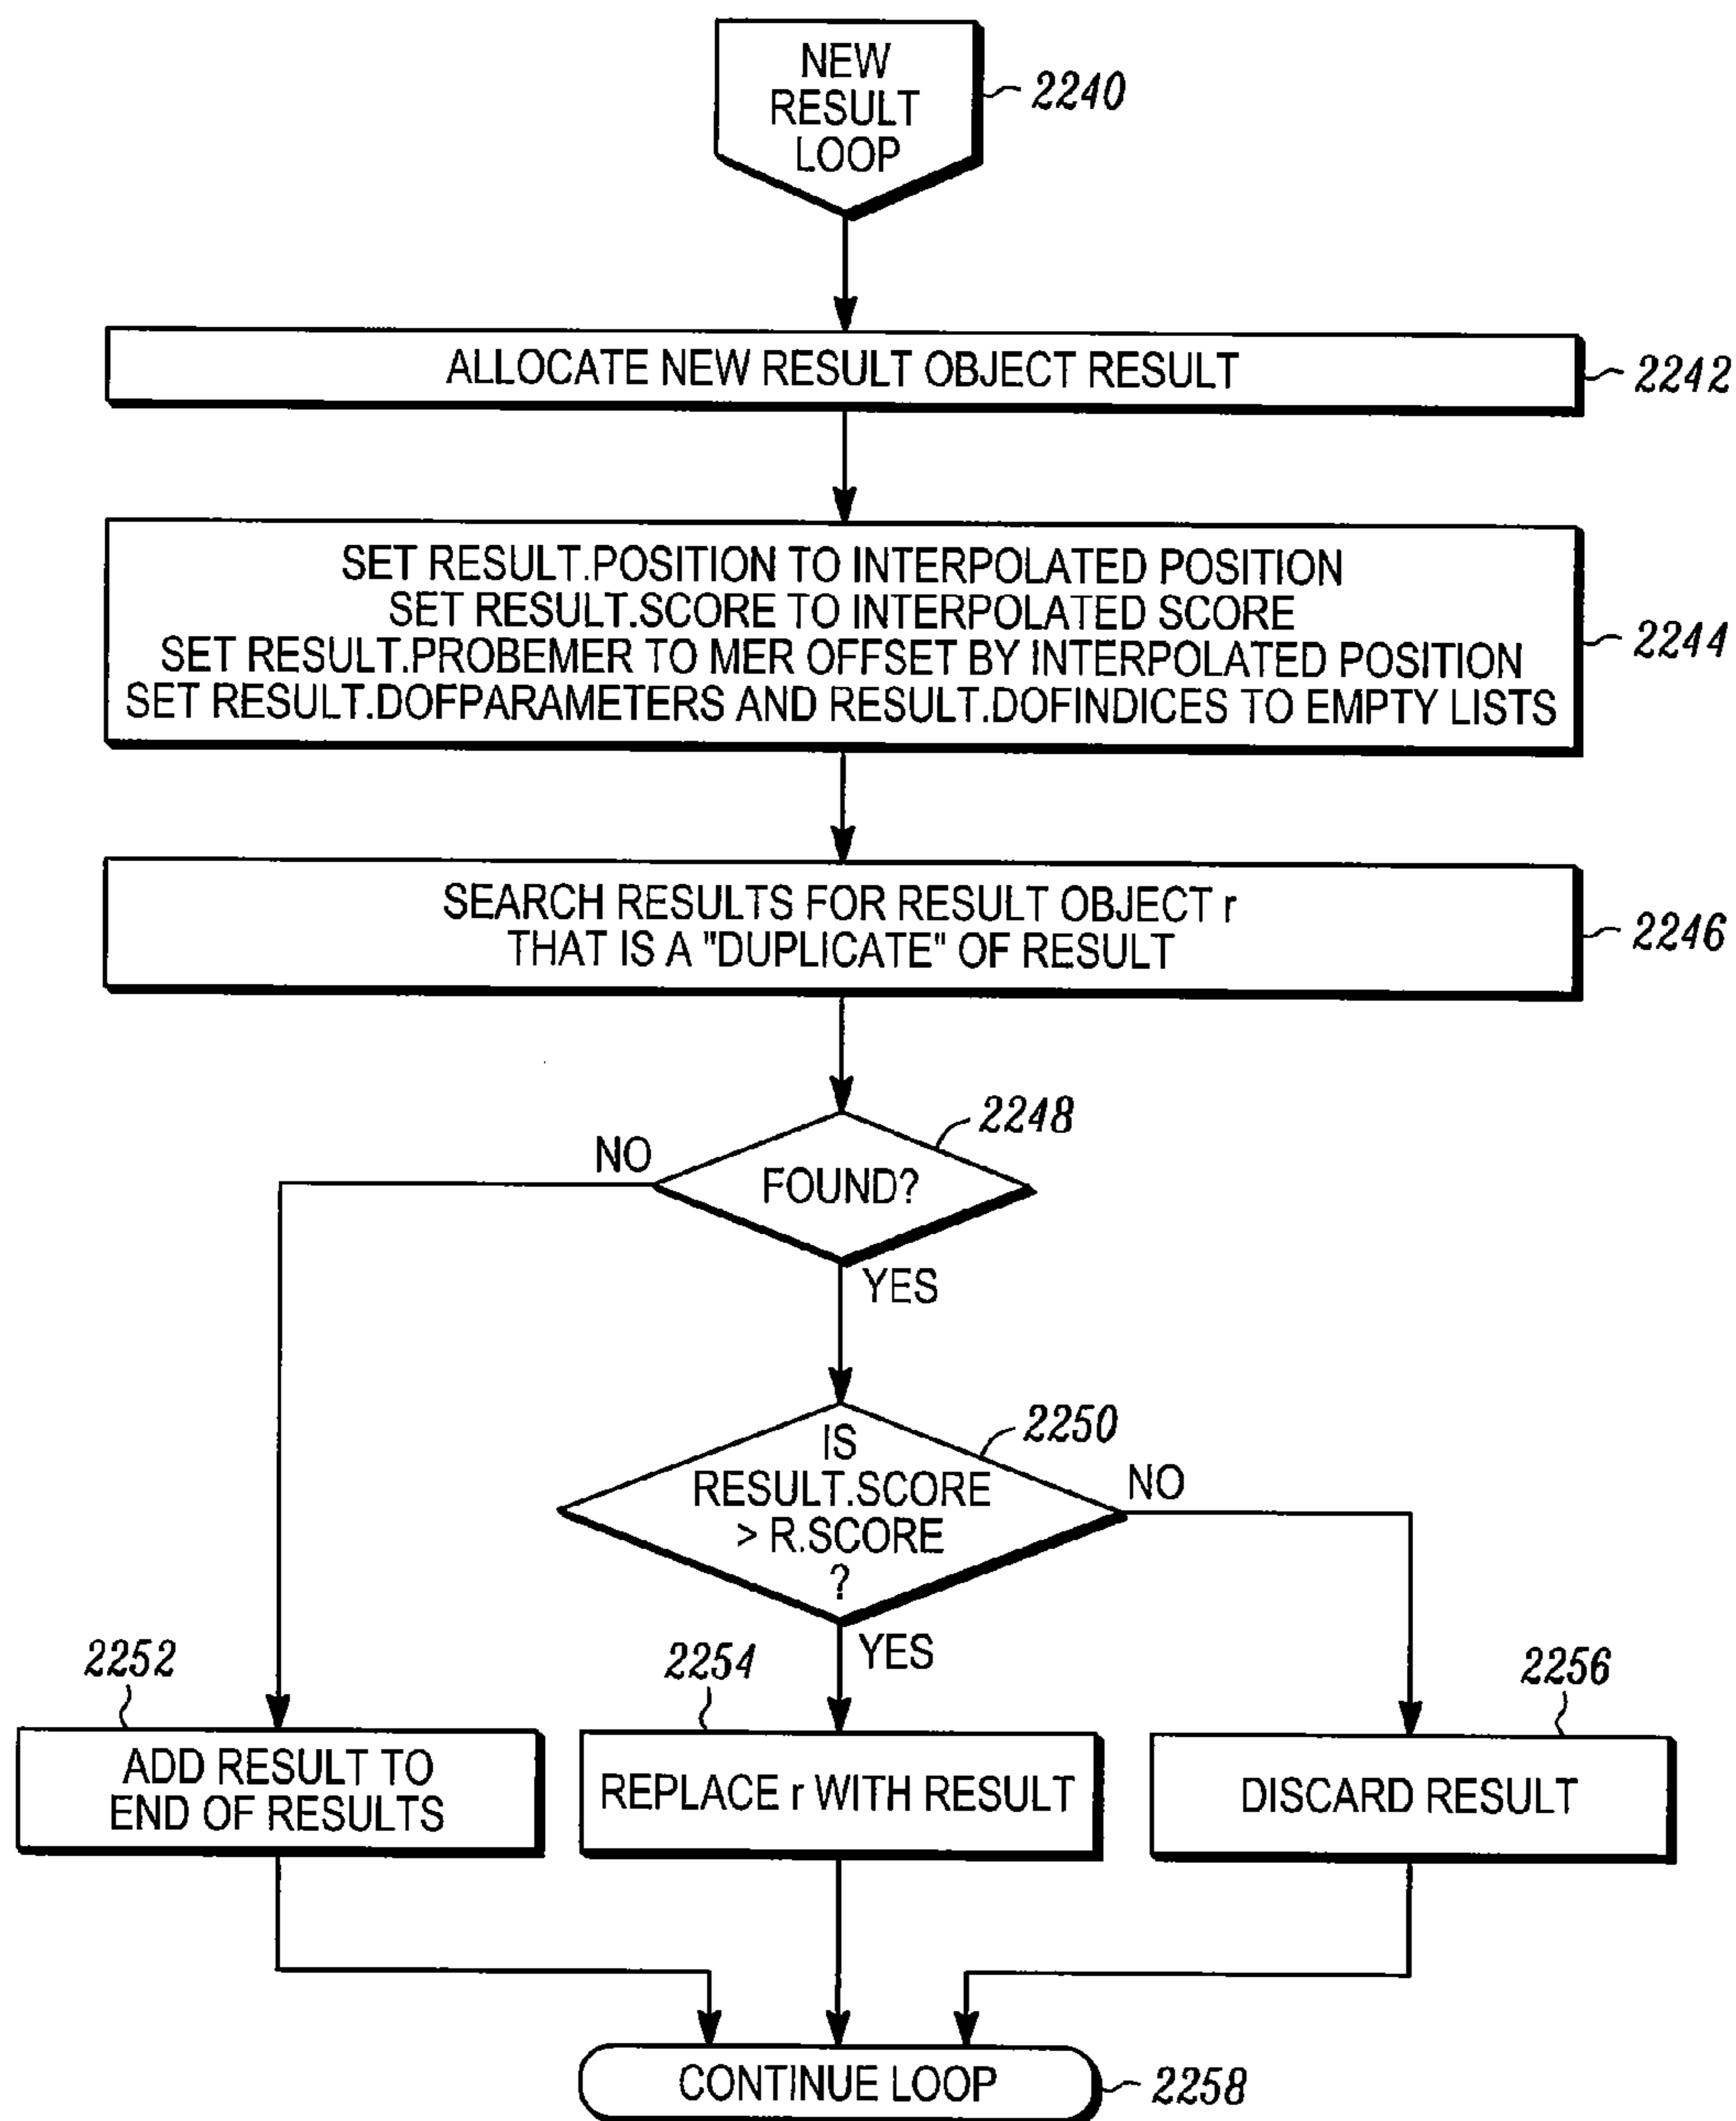 NEW
RESULT
LOOP
2240
ALLOCATE NEW RESULT OBJECT RESULT
2242
SET RESULT.POSITION TO INTERPOLATED POSITION
SET RESULT.SCORE TO INTERPOLATED SCORE
SET RESULT.PROBEMER TO MER OFFSET BY INTERPOLATED POSITION
SET RESULT.DOFPARAMETERS AND RESULT.DOFINDICES TO EMPTY LISTS
2244
SEARCH RESULTS FOR RESULT OBJECT r
THAT IS A "DUPLICATE" OF RESULT
2246
2248
NO
FOUND?
YES
2250
IS
RESULT.SCORE
> R.SCORE
?
NO
YES
2252
2254
2256
ADD RESULT TO
END OF RESULTS
REPLACE r WITH RESULT
DISCARD RESULT
CONTINUE LOOP
2258